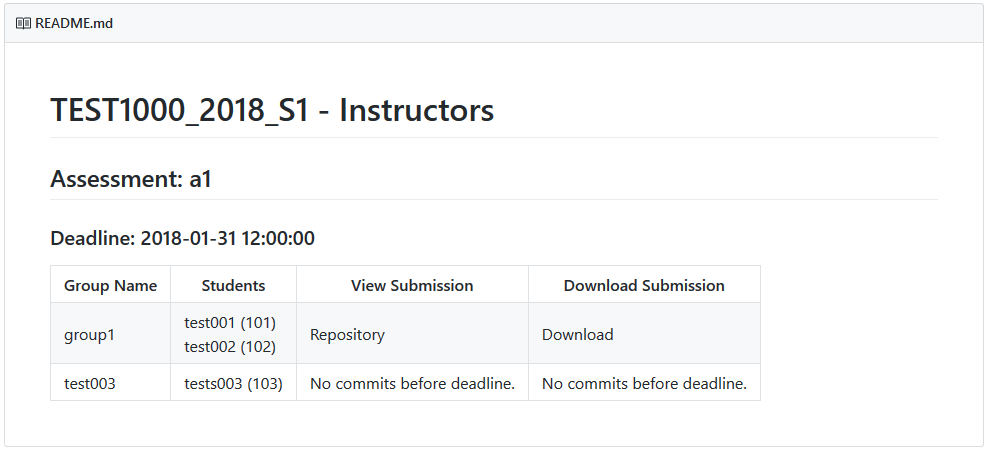 README.md
TEST1000_2018_S1 - Instructors
Assessment: a1
Deadline: 2018-01-31 12:00:00
Group Name Students View Submission Download Submission
group1 test001 (101) Repository Download
test002 (102)
test003 tests003 (103) No commits before deadline. No commits before deadline.